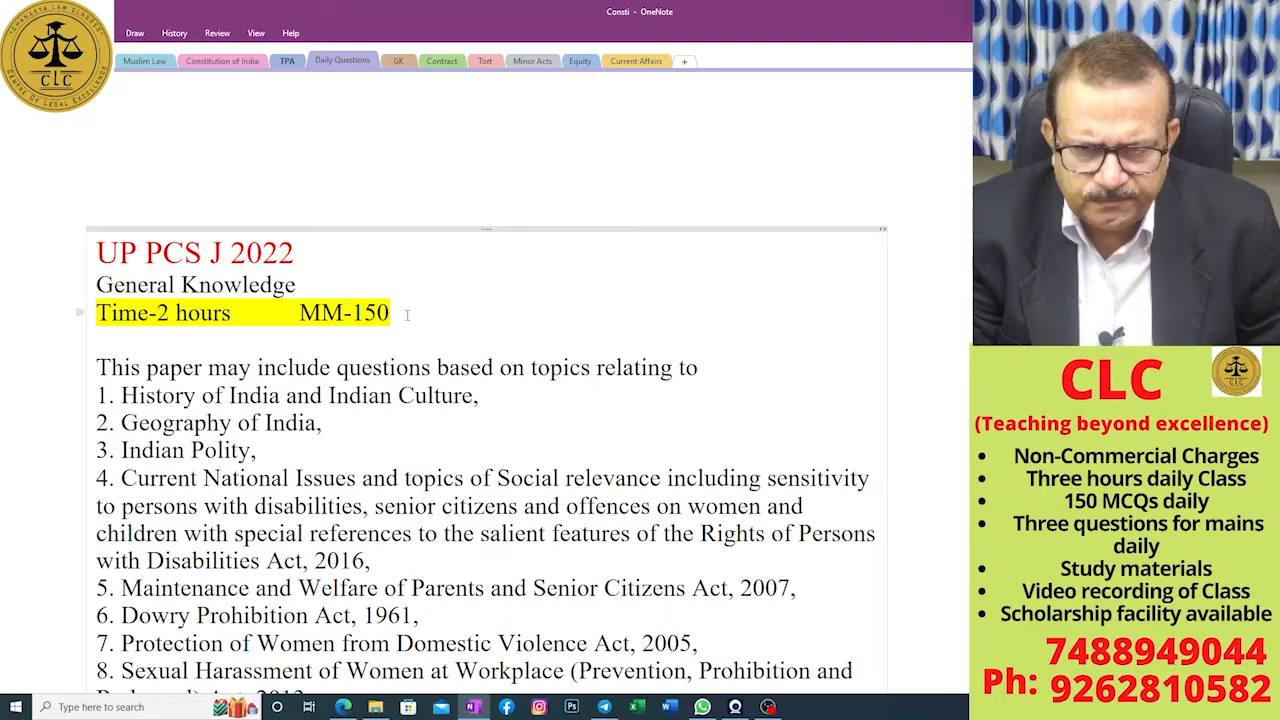 Consti - OneNote
Draw History Review View Help
Muslim Law Constitution of India TPA Daily Questions GK Contract Tort Minor Acts Equity Current Affairs +
CHANAKYA LAW CLASSES
CLC
CENTRE OF LEGAL EXCELLENCE
UP PCS J 2022
General Knowledge
Time-2 hours MM-150
This paper may include questions based on topics relating to
1. History of India and Indian Culture,
2. Geography of India,
3. Indian Polity,
4. Current National Issues and topics of Social relevance including sensitivity
to persons with disabilities, senior citizens and offences on women and
children with special references to the salient features of the Rights of Persons
with Disabilities Act, 2016,
5. Maintenance and Welfare of Parents and Senior Citizens Act, 2007,
6. Dowry Prohibition Act, 1961,
7. Protection of Women from Domestic Violence Act, 2005,
8. Sexual Harassment of Women at Workplace (Prevention, Prohibition and
CLC
(Teaching beyond excellence)
• Non-Commercial Charges
• Three hours daily Class
• 150 MCQs daily
• Three questions for mains
daily
• Study materials
• Video recording of Class
• Scholarship facility available
Ph: 7488949044
9262810582
Type here to search